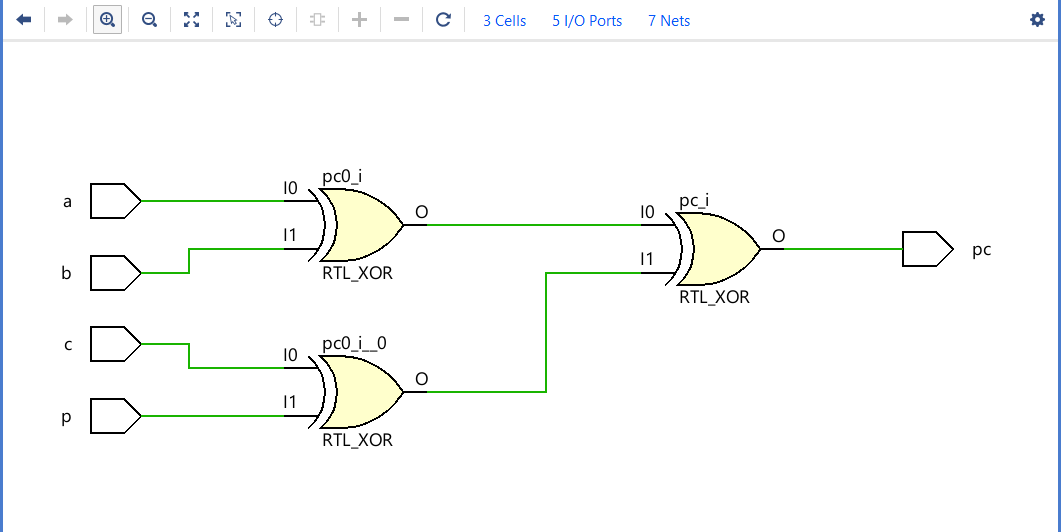 3 Cells 5 I/O Ports 7 Nets
pc0_i
a
I0
O
I1
b
RTL_XOR
pc_i
I0
O
I1
pc
RTL_XOR
pc0_i__0
c
I0
O
I1
p
RTL_XOR